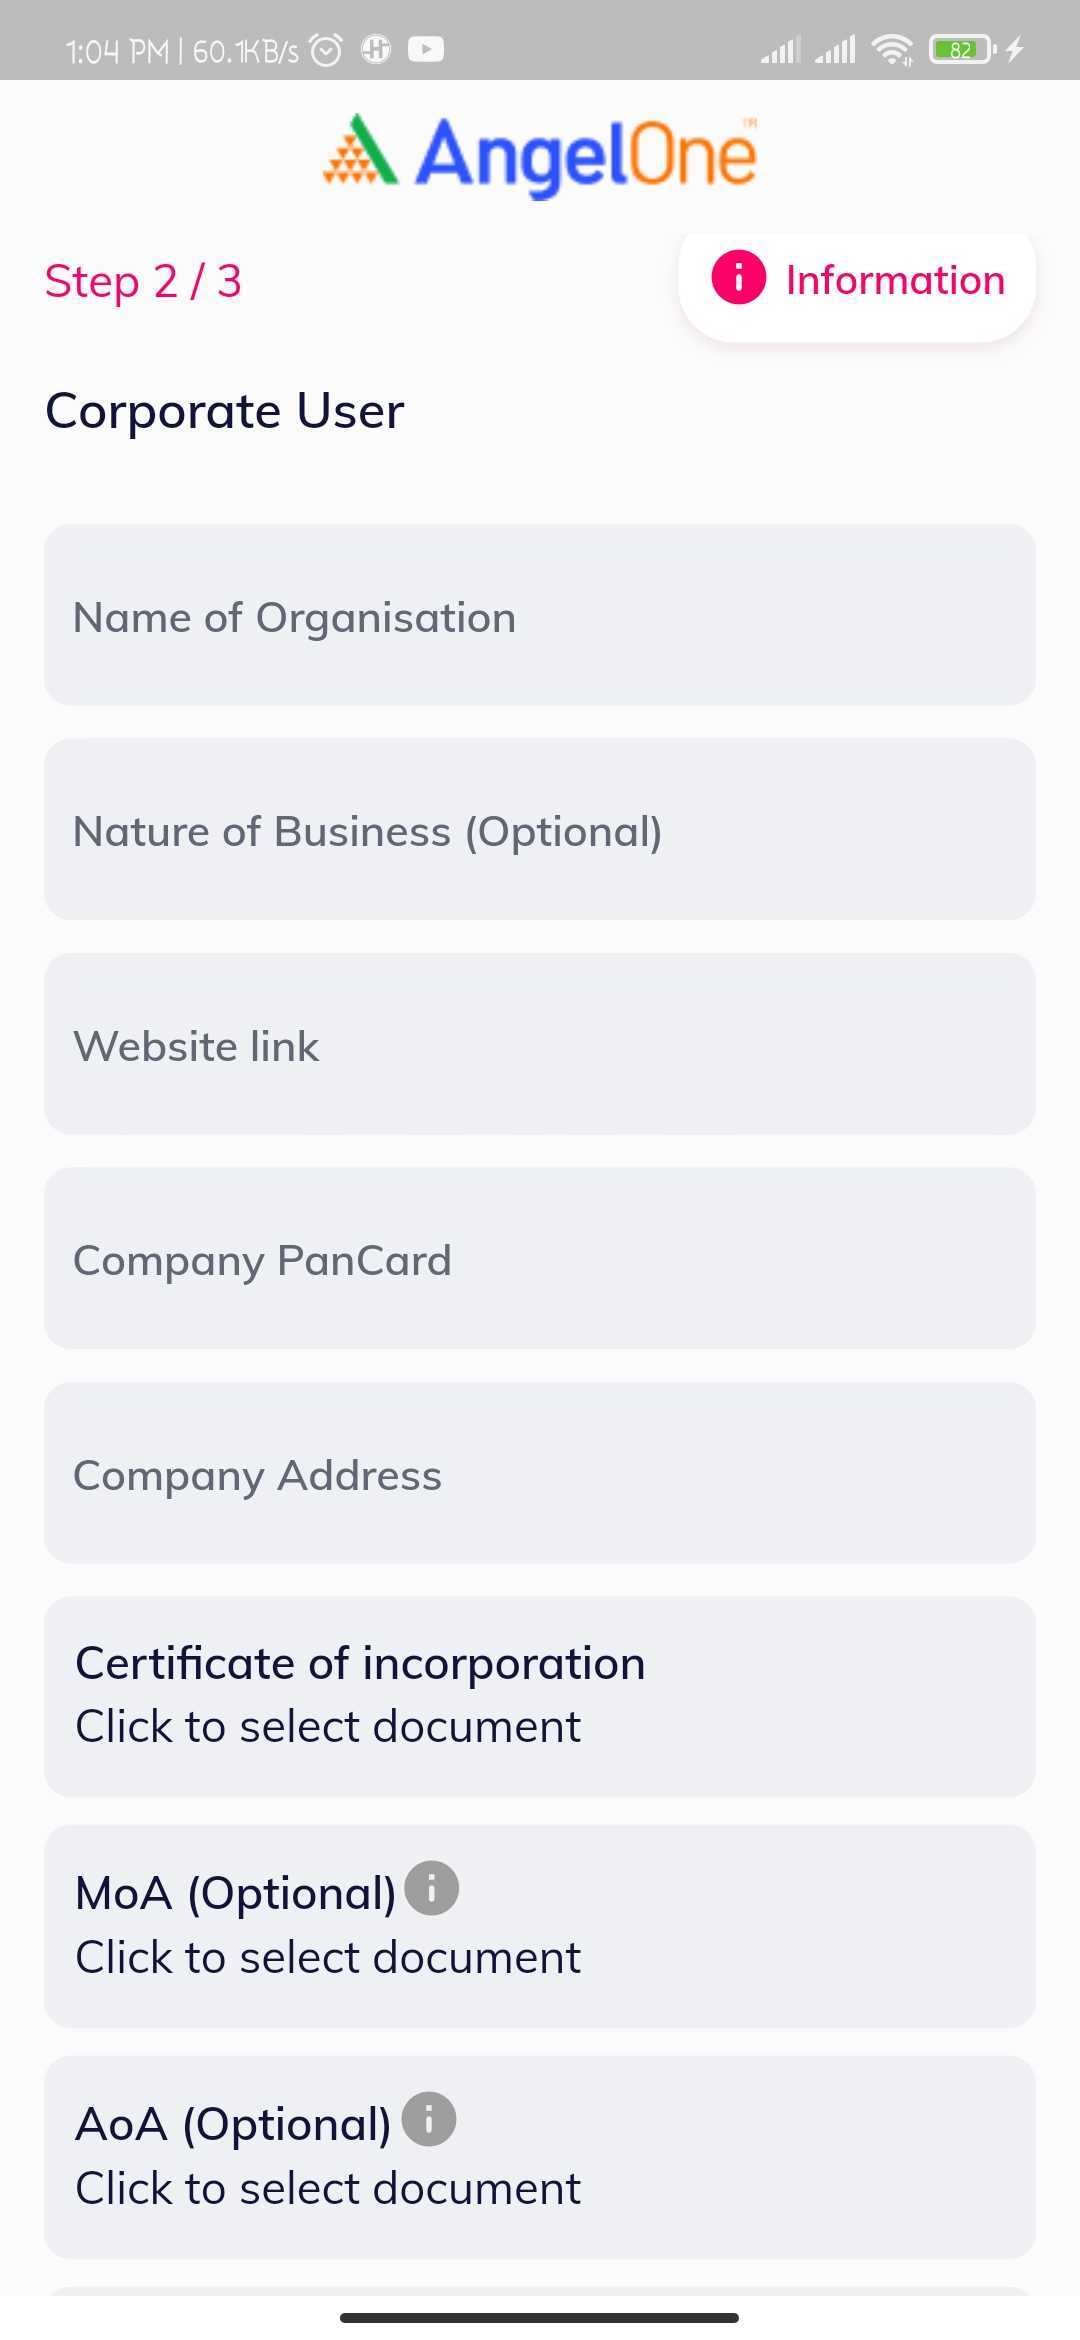 1:04 PM | 60.1KB/s 82
AngelOne™
Step 2 / 3
Information
Corporate User
Name of Organisation
Nature of Business (Optional)
Website link
Company PanCard
Company Address
Certificate of incorporation
Click to select document
MoA (Optional)
Click to select document
AoA (Optional)
Click to select document